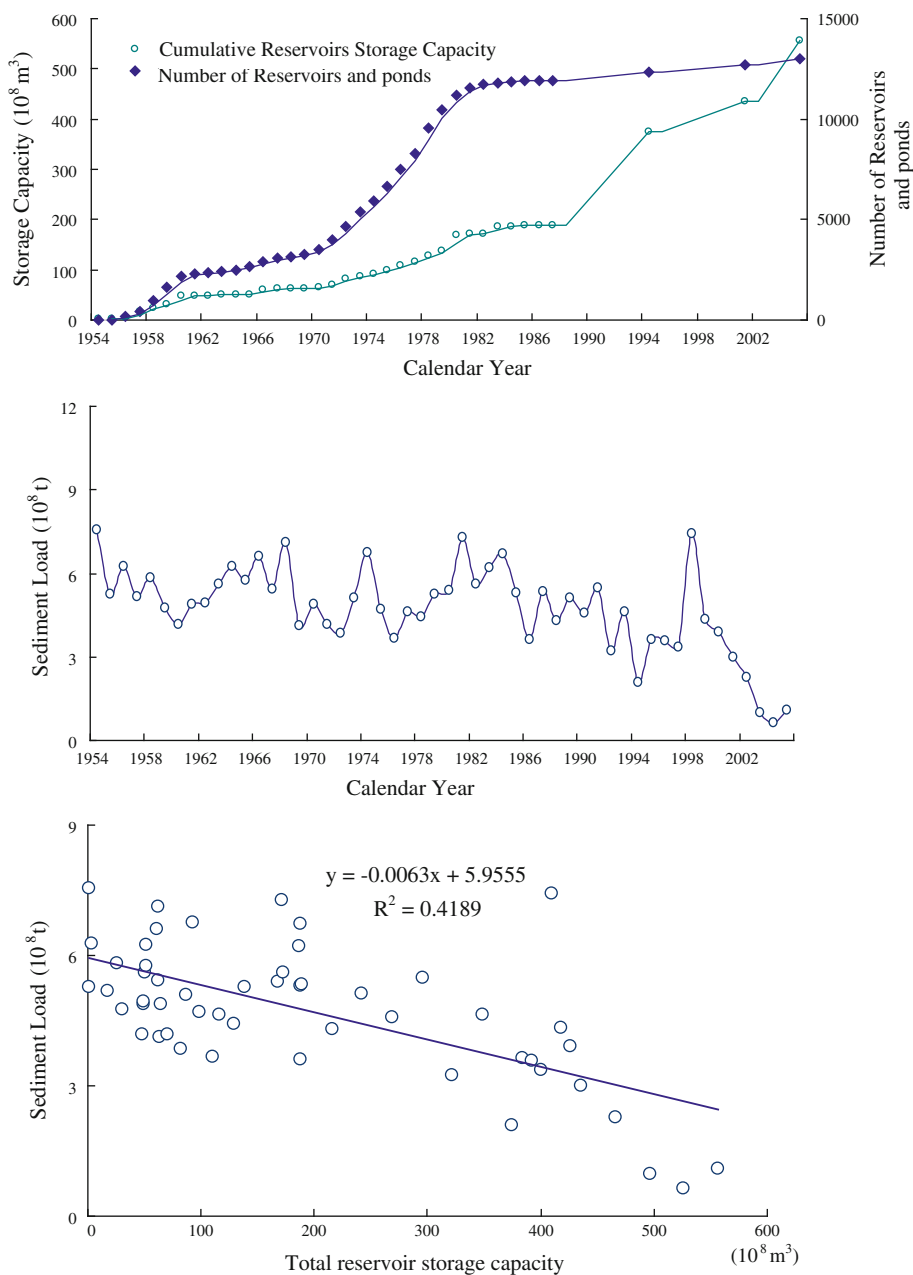 600
500
400
300
200
100
0
Storage Capacity (10⁸ m³)
Cumulative Reservoirs Storage Capacity
Number of Reservoirs and ponds
15000
10000
5000
0
Number of Reservoirs
and ponds
1954 1958 1962 1966 1970 1974 1978 1982 1986 1990 1994 1998 2002
Calendar Year
12
9
6
3
0
Sediment Load (10⁸ t)
1954 1958 1962 1966 1970 1974 1978 1982 1986 1990 1994 1998 2002
Calendar Year
9
6
3
0
Sediment Load (10⁸t)
y = -0.0063x + 5.9555
R² = 0.4189
0 100 200 300 400 500 600
Total reservoir storage capacity
(10⁸ m³)